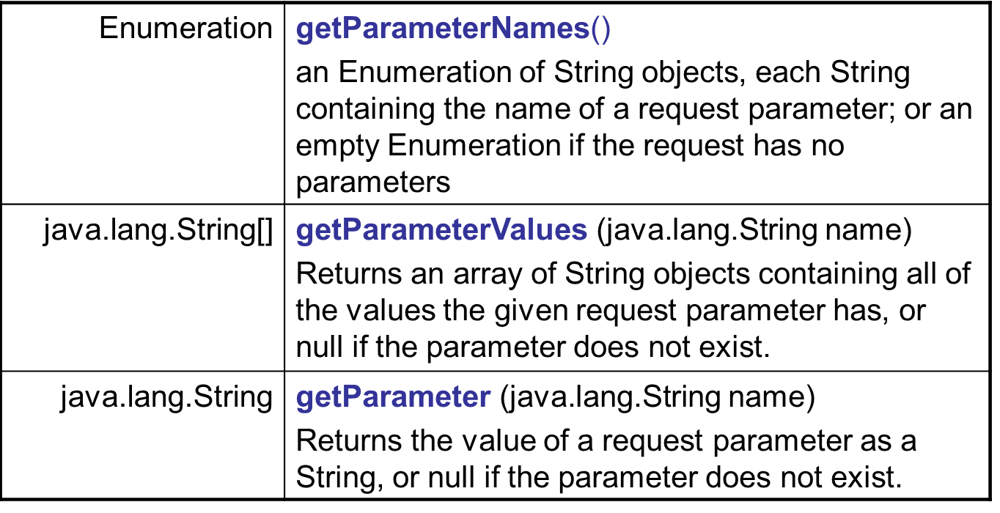 Enumeration
getParameterNames()
an Enumeration of String objects, each String
containing the name of a request parameter; or an
empty Enumeration if the request has no
parameters
java.lang.String[]
getParameterValues (java.lang.String name)
Returns an array of String objects containing all of
the values the given request parameter has, or
null if the parameter does not exist.
java.lang.String
getParameter (java.lang.String name)
Returns the value of a request parameter as a
String, or null if the parameter does not exist.